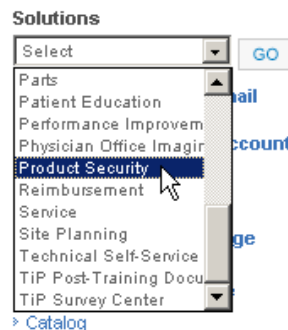 Solutions
Select
GO
Parts
Patient Education
ail
Performance Improvem
Physician Office Imagin
ccount
Product Security
Reimbursement
Service
Site Planning
ge
Technical Self-Service
TiP Post-Training Docu
TiP Survey Center
> Catalog